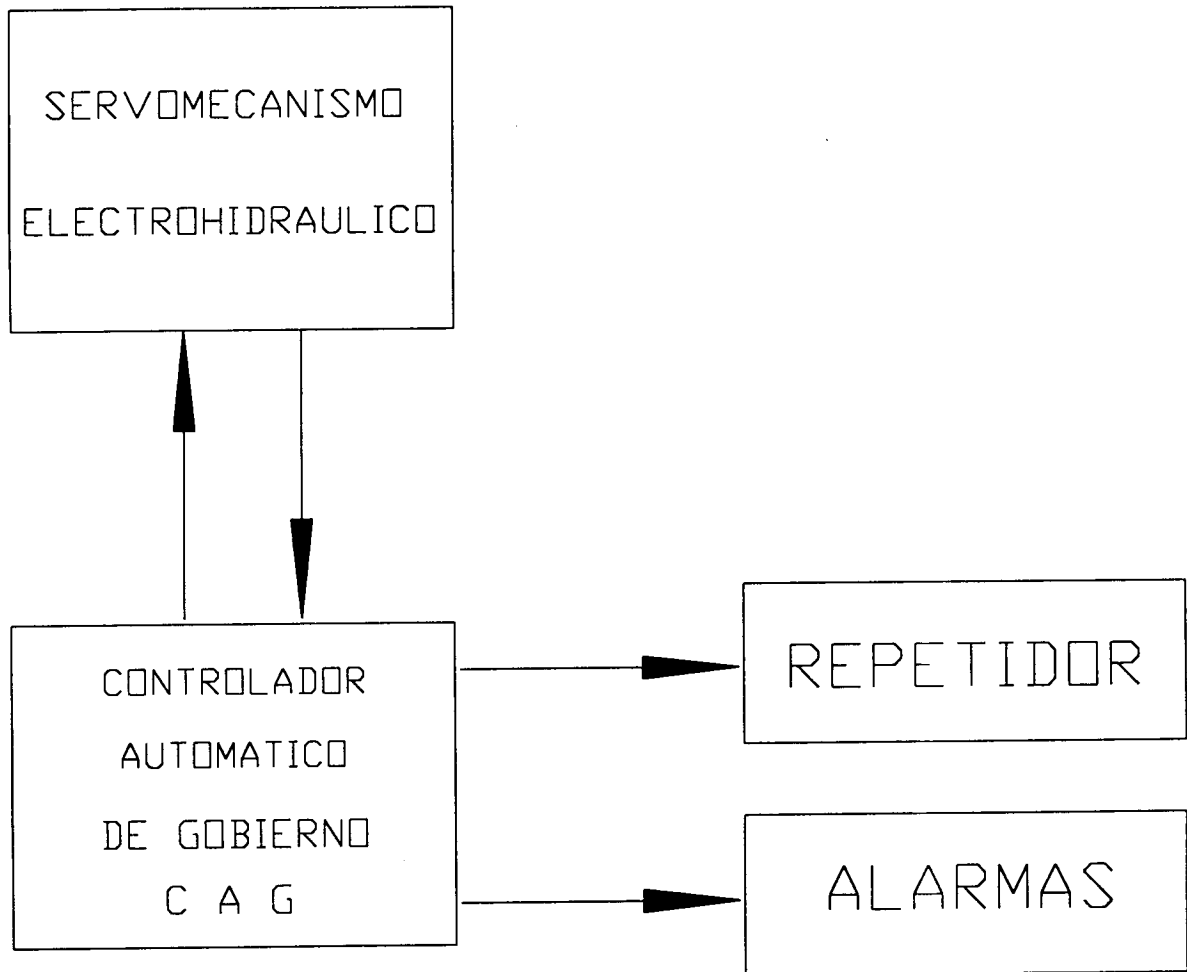 SERVOMECANISMO
ELECTROHIDRAULICO
CONTROLADOR
AUTOMATICO
DE GOBIERNO
C A G
REPETIDOR
ALARMAS